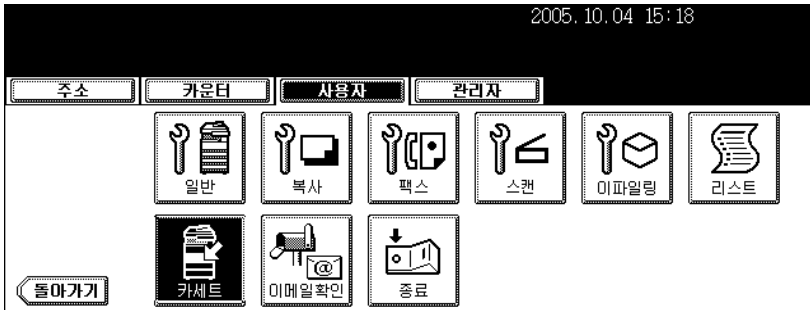 2005.10.04 15:18
주소 카운터 사용자 관리자
일반 복사 팩스 스캔 이파일링 리스트
카세트 이메일확인 종료
@
돌아가기